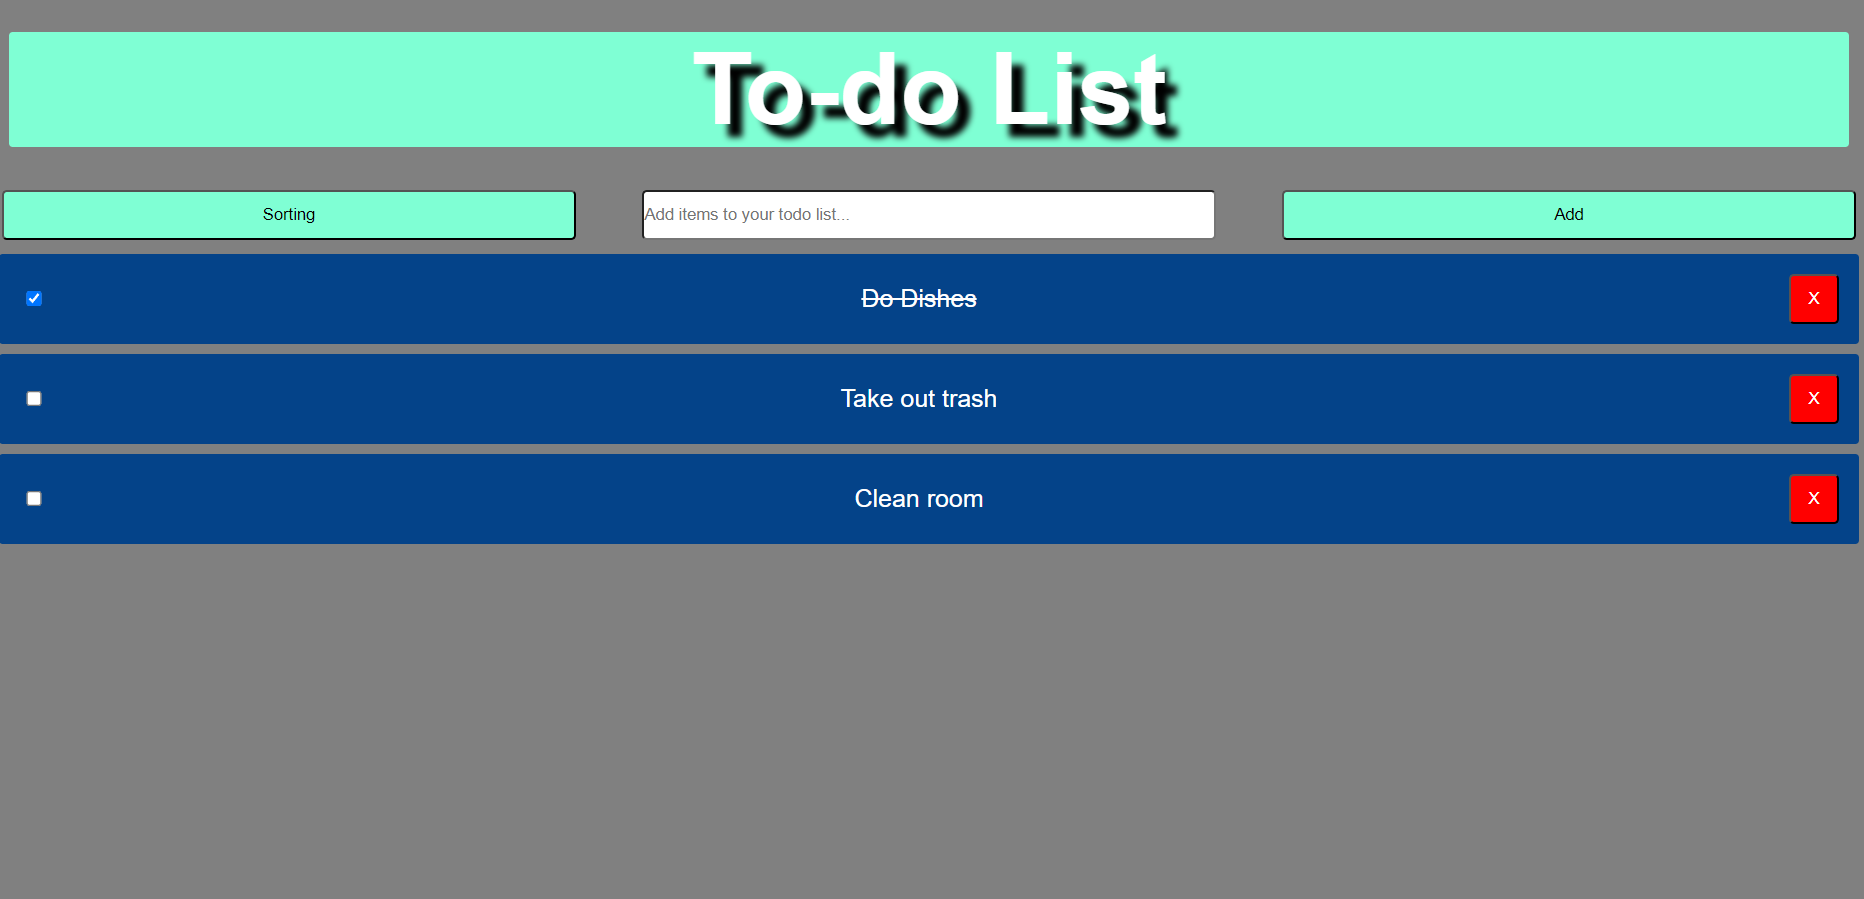 To-do List
Sorting
Add items to your todo list...
Add
Do Dishes
X
Take out trash
X
Clean room
X